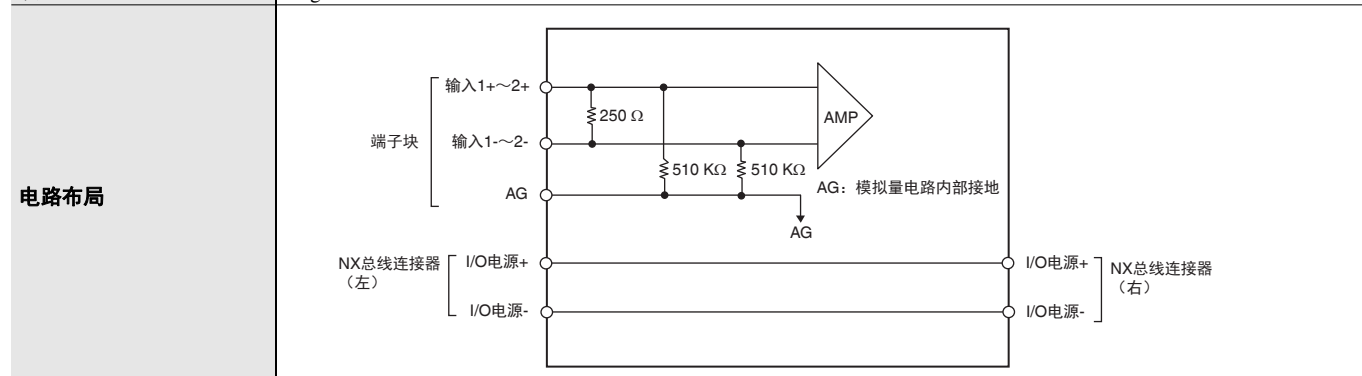 电路布局
输入1+～2+
250 Ω
AMP
端子块
输入1-～2-
510 KΩ
510 KΩ
AG：模拟量电路内部接地
AG
AG
NX总线连接器
（左）
I/O电源+
I/O电源-
I/O电源+
I/O电源-
NX总线连接器
（右）